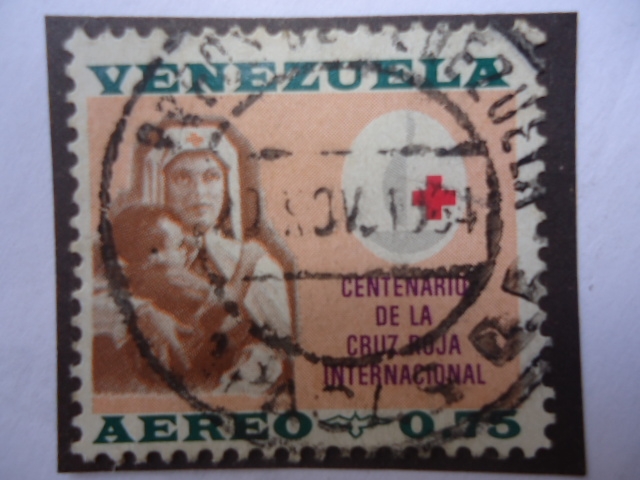 VENEZUELA
CENTENARIO
DE LA
CRUZ ROJA
INTERNACIONAL
AEREO 0,75